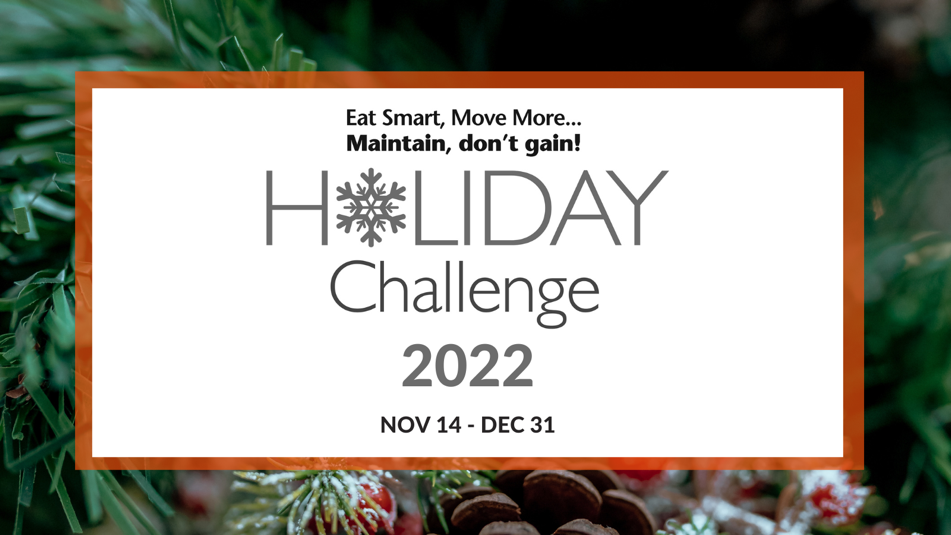 Eat Smart, Move More...
Maintain, don't gain!
HOLIDAY
Challenge
2022
NOV 14 - DEC 31